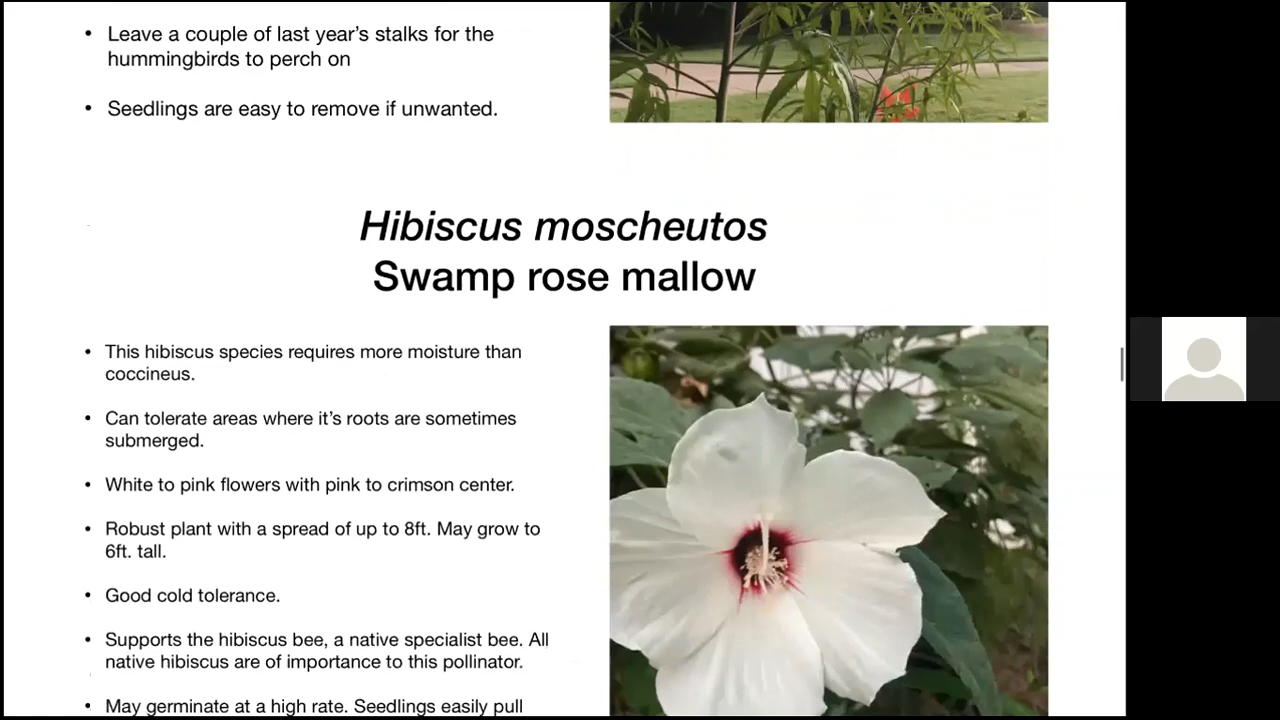 • Leave a couple of last year’s stalks for the
hummingbirds to perch on
• Seedlings are easy to remove if unwanted.
Hibiscus moscheutos
Swamp rose mallow
• This hibiscus species requires more moisture than
coccineus.
• Can tolerate areas where it’s roots are sometimes
submerged.
• White to pink flowers with pink to crimson center.
• Robust plant with a spread of up to 8ft. May grow to
6ft. tall.
• Good cold tolerance.
• Supports the hibiscus bee, a native specialist bee. All
native hibiscus are of importance to this pollinator.
• May germinate at a high rate. Seedlings easily pull